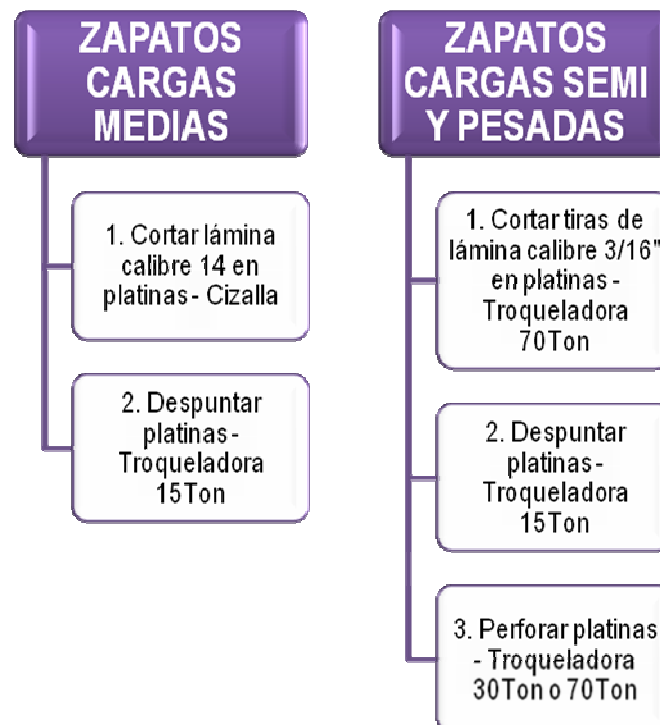 ZAPATOS
CARGAS
MEDIAS
1. Cortar lámina
calibre 14 en
platinas - Cizalla
2. Despuntar
platinas -
Troqueladora
15Ton
ZAPATOS
CARGAS SEMI
Y PESADAS
1. Cortar tiras de
lámina calibre 3/16"
en platinas -
Troqueladora
70Ton
2. Despuntar
platinas -
Troqueladora
15Ton
3. Perforar platinas
- Troqueladora
30Ton o 70Ton